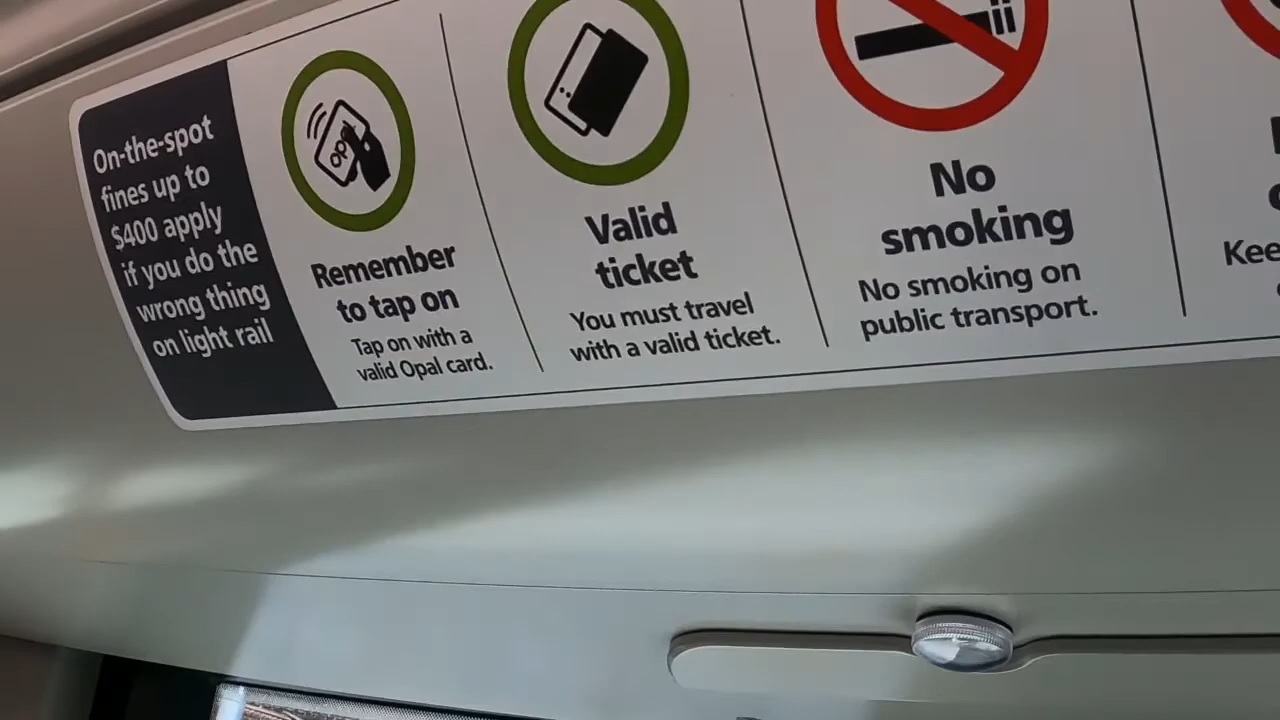 On-the-spot
fines up to
$400 apply
if you do the
wrong thing
on light rail
Remember
to tap on
Tap on with a
valid Opal card.
Valid
ticket
You must travel
with a valid ticket.
No
smoking
No smoking on
public transport.